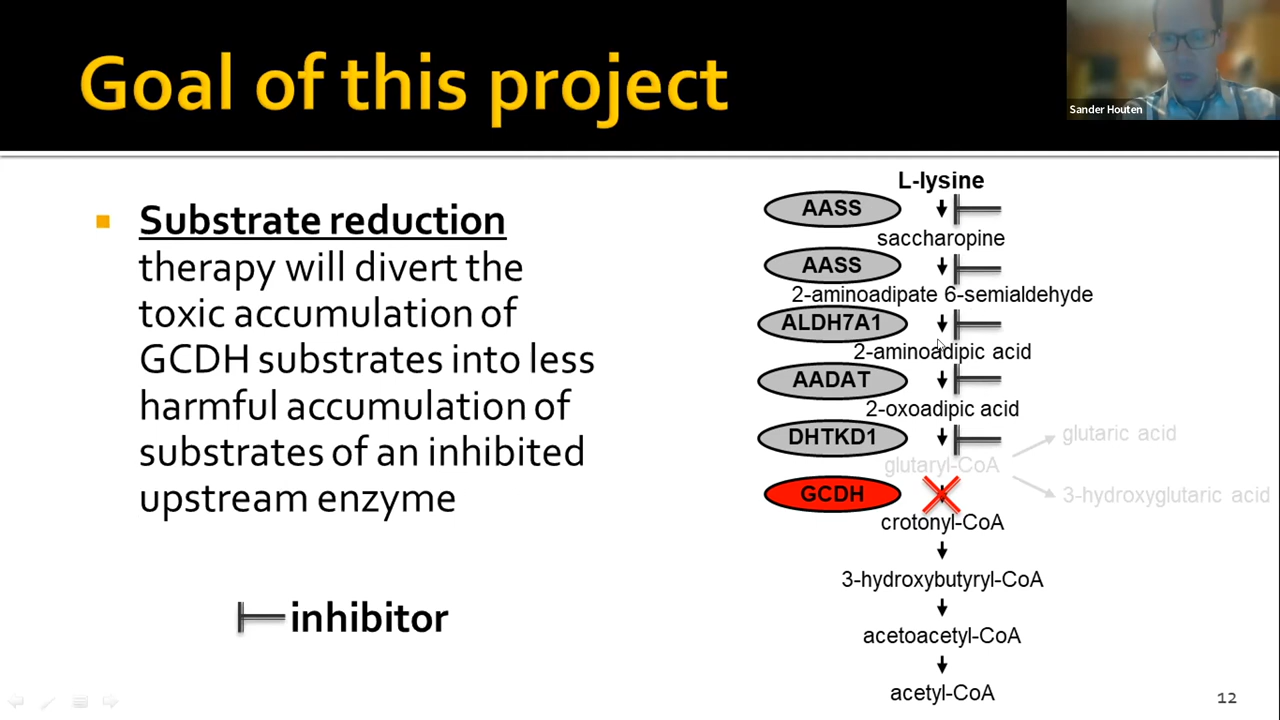 Goal of this project
Sander Houten
Substrate reduction
therapy will divert the
toxic accumulation of
GCDH substrates into less
harmful accumulation of
substrates of an inhibited
upstream enzyme
inhibitor
L-lysine
AASS
saccharopine
AASS
2-aminoadipate 6-semialdehyde
ALDH7A1
2-aminoadipic acid
AADAT
2-oxoadipic acid
DHTKD1
glutaric acid
glutaryl-CoA
GCDH
3-hydroxyglutaric acid
crotonyl-CoA
3-hydroxybutyryl-CoA
acetoacetyl-CoA
acetyl-CoA
12